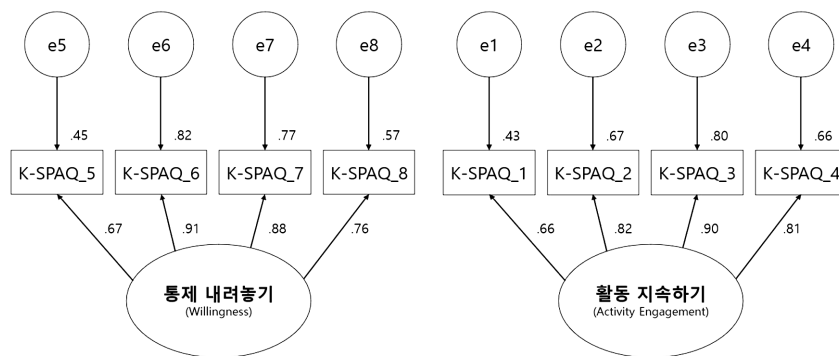 e5 e6 e7 e8 e1 e2 e3 e4
.45 .82 .77 .57 .43 .67 .80 .66
K-SPAQ_5 K-SPAQ_6 K-SPAQ_7 K-SPAQ_8 K-SPAQ_1 K-SPAQ_2 K-SPAQ_3 K-SPAQ_4
.67 .91 .88 .76 .66 .82 .90 .81
통제 내려놓기 활동 지속하기
(Willingness) (Activity Engagement)